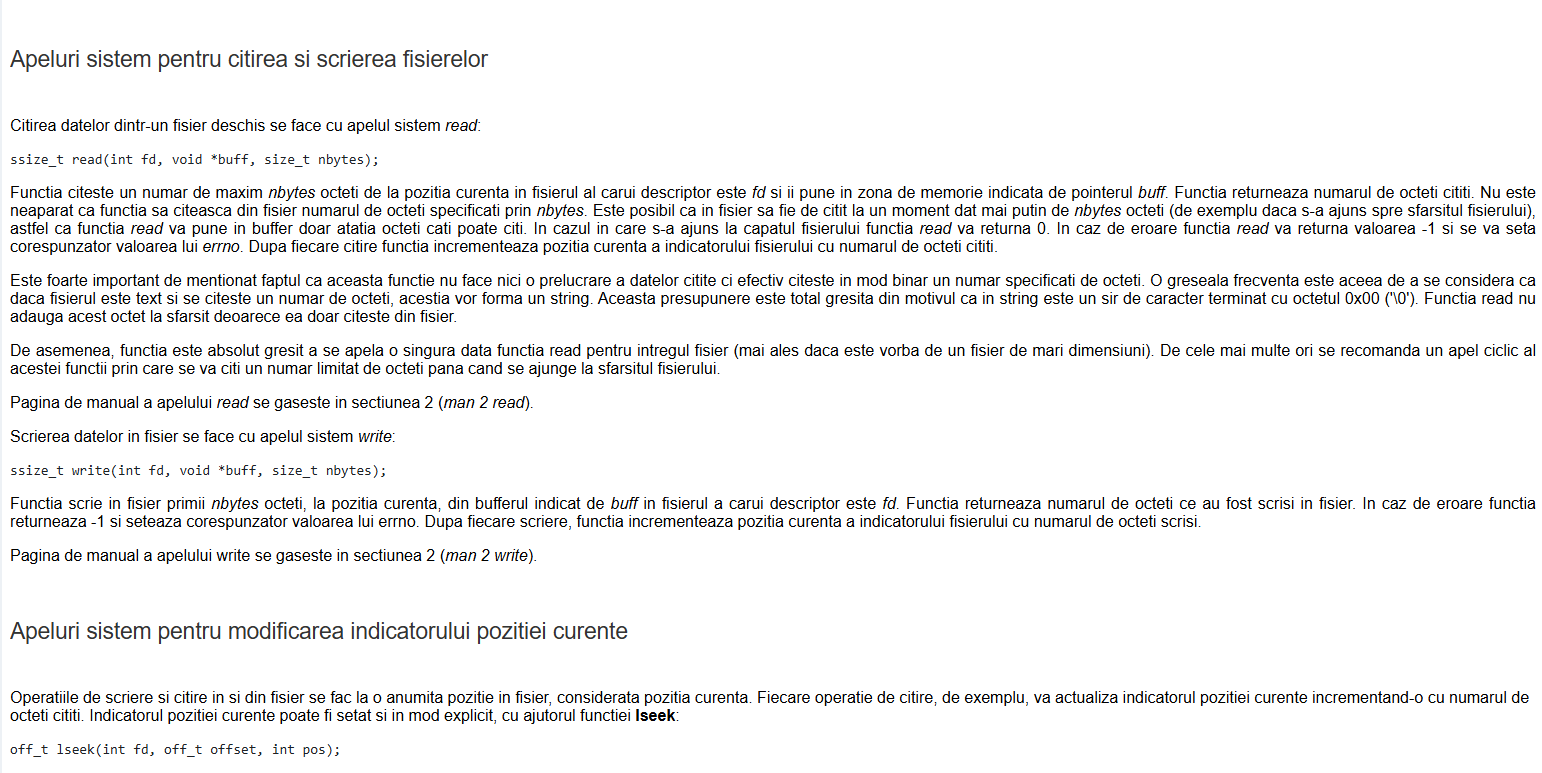 Apeluri sistem pentru citirea si scrierea fisierelor
Citirea datelor dintr-un fisier deschis se face cu apelul sistem read:
ssize_t read(int fd, void *buff, size_t nbytes);
Functia citeste un numar de maxim nbytes octeti de la pozitia curenta in fisierul al carui descriptor este fd si ii pune in zona de memorie indicata de pointerul buff. Functia returneaza numarul de octeti cititi. Nu este
neaparat ca functia sa citeasca din fisier numarul de octeti specificati prin nbytes. Este posibil ca in fisier sa fie de citit la un moment dat mai putin de nbytes octeti (de exemplu daca s-a ajuns spre sfarsitul fisierului),
astfel ca functia read va pune in buffer doar atatia octeti cati poate citi. In cazul in care s-a ajuns la capatul fisierului functia read va returna 0. In caz de eroare functia read va returna valoarea -1 si se va seta
corespunzator valoarea lui errno. Dupa fiecare citire functia incrementeaza pozitia curenta a indicatorului fisierului cu numarul de octeti cititi.
Este foarte important de mentionat faptul ca aceasta functie nu face nici o prelucrare a datelor citite ci efectiv citeste in mod binar un numar specificati de octeti. O greseala frecventa este aceea de a se considera ca
daca fisierul este text si se citeste un numar de octeti, acestia vor forma un string. Aceasta presupunere este total gresita din motivul ca in string este un sir de caracter terminat cu octetul 0x00 ('\0'). Functia read nu
adauga acest octet la sfarsit deoarece ea doar citeste din fisier.
De asemenea, functia este absolut gresit a se apela o singura data functia read pentru intregul fisier (mai ales daca este vorba de un fisier de mari dimensiuni). De cele mai multe ori se recomanda un apel ciclic al
acestei functii prin care se va citi un numar limitat de octeti pana cand se ajunge la sfarsitul fisierului.
Pagina de manual a apelului read se gaseste in sectiunea 2 (man 2 read).
Scrierea datelor in fisier se face cu apelul sistem write:
ssize_t write(int fd, void *buff, size_t nbytes);
Functia scrie in fisier primii nbytes octeti, la pozitia curenta, din bufferul indicat de buff in fisierul a carui descriptor este fd. Functia returneaza numarul de octeti ce au fost scrisi in fisier. In caz de eroare functia
returneaza -1 si seteaza corespunzator valoarea lui errno. Dupa fiecare scriere, functia incrementeaza pozitia curenta a indicatorului fisierului cu numarul de octeti scrisi.
Pagina de manual a apelului write se gaseste in sectiunea 2 (man 2 write).
Apeluri sistem pentru modificarea indicatorului pozitiei curente
Operatiile de scriere si citire in si din fisier se fac la o anumita pozitie in fisier, considerata pozitia curenta. Fiecare operatie de citire, de exemplu, va actualiza indicatorul pozitiei curente incrementand-o cu numarul de
octeti cititi. Indicatorul pozitiei curente poate fi setat si in mod explicit, cu ajutorul functiei lseek:
off_t lseek(int fd, off_t offset, int pos);